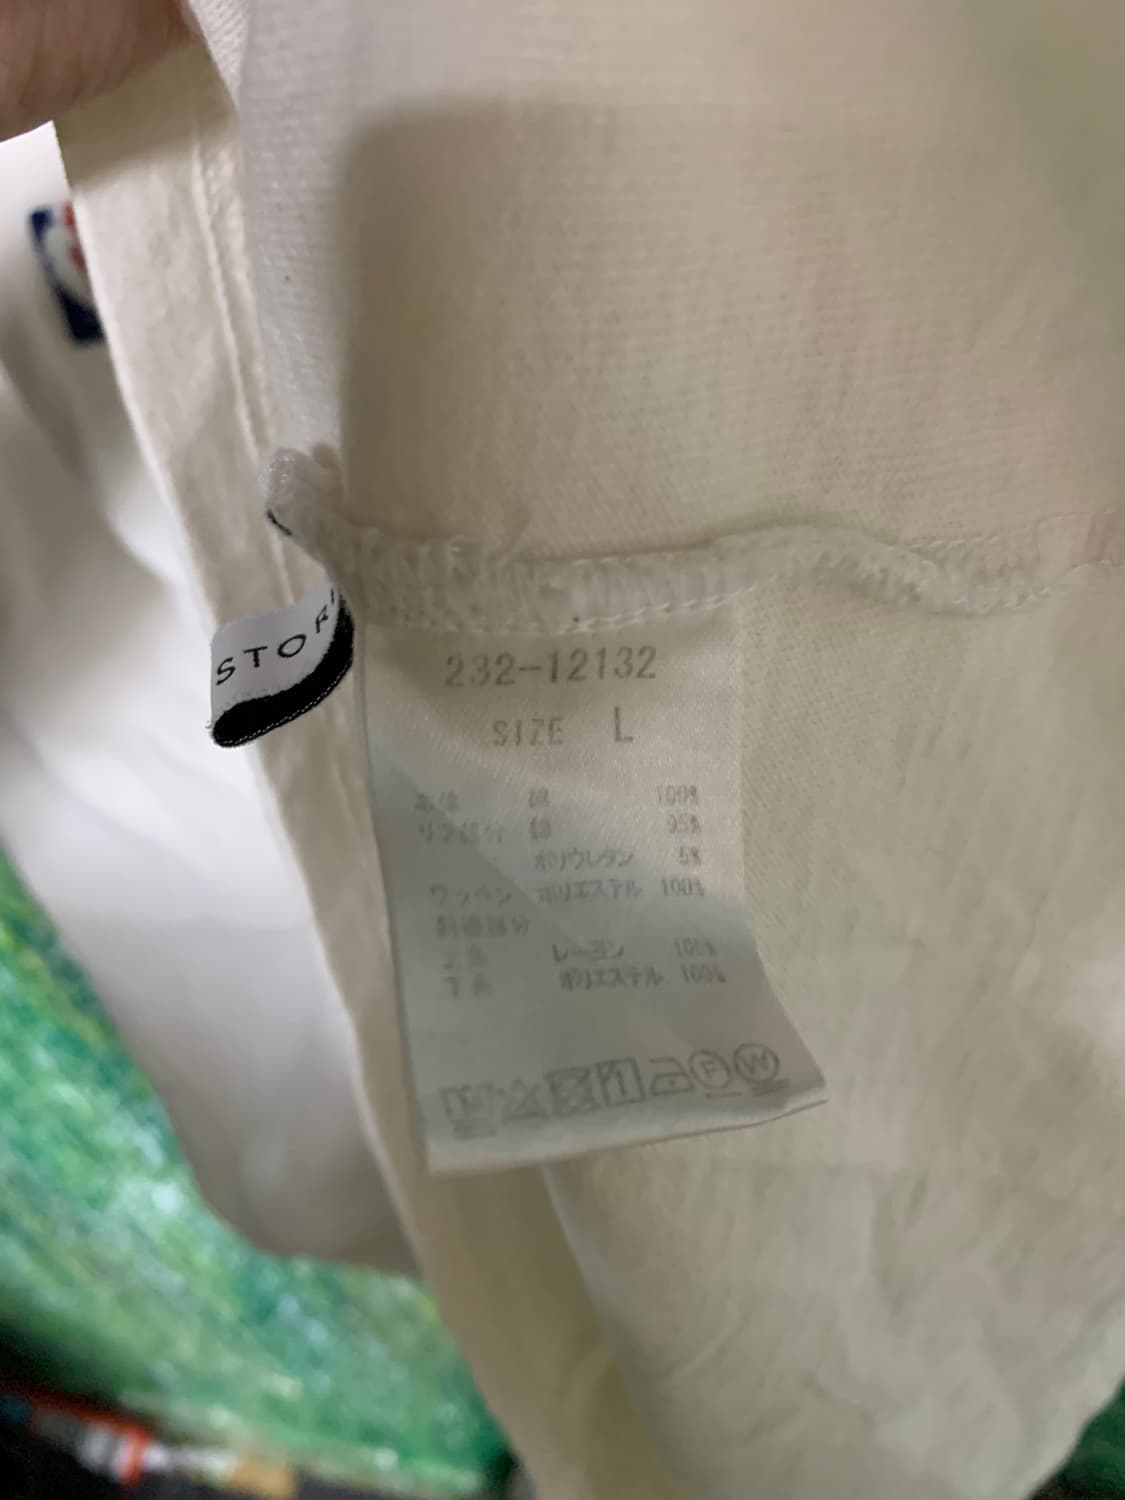 STOR
232-12132
SIZE L
本体 綿 100%
リブ部分 綿 95%
ポリウレタン 5%
ワッペン ポリエステル 100%
刺繍部分
上糸 レーヨン 100%
下糸 ポリエステル 100%
F W